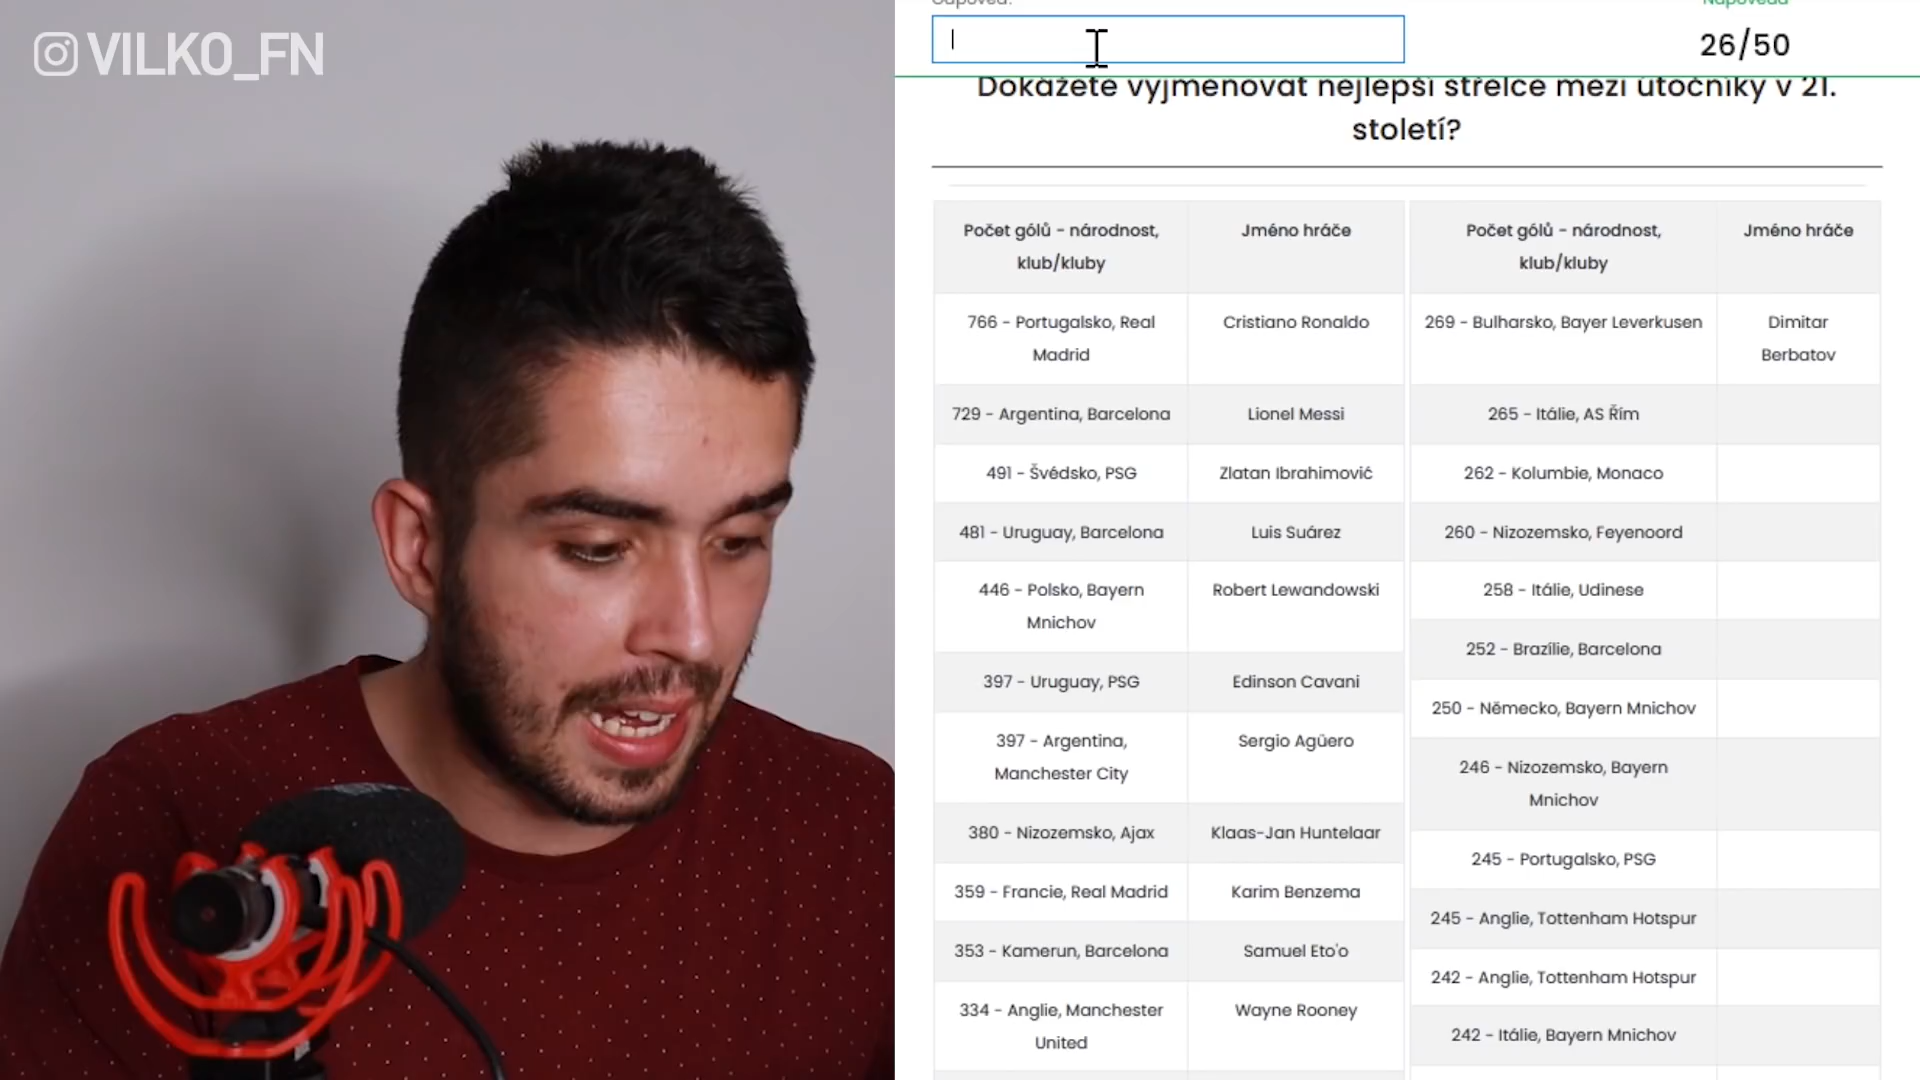 VILKO_FN
26/50
Dokážete vyjmenovat nejlepší střelce mezi útočníky v 21.
století?
Počet gólů - národnost,
klub/kluby
Jméno hráče
766 - Portugalsko, Real
Madrid
Cristiano Ronaldo
729 - Argentina, Barcelona
Lionel Messi
491 - Švédsko, PSG
Zlatan Ibrahimović
481 - Uruguay, Barcelona
Luis Suárez
446 - Polsko, Bayern
Mnichov
Robert Lewandowski
397 - Uruguay, PSG
Edinson Cavani
397 - Argentina,
Manchester City
Sergio Agüero
380 - Nizozemsko, Ajax
Klaas-Jan Huntelaar
359 - Francie, Real Madrid
Karim Benzema
353 - Kamerun, Barcelona
Samuel Eto'o
334 - Anglie, Manchester
United
Wayne Rooney
Počet gólů - národnost,
klub/kluby
Jméno hráče
269 - Bulharsko, Bayer Leverkusen
Dimitar
Berbatov
265 - Itálie, AS Řím
262 - Kolumbie, Monaco
260 - Nizozemsko, Feyenoord
258 - Itálie, Udinese
252 - Brazílie, Barcelona
250 - Německo, Bayern Mnichov
246 - Nizozemsko, Bayern
Mnichov
245 - Portugalsko, PSG
245 - Anglie, Tottenham Hotspur
242 - Anglie, Tottenham Hotspur
242 - Itálie, Bayern Mnichov